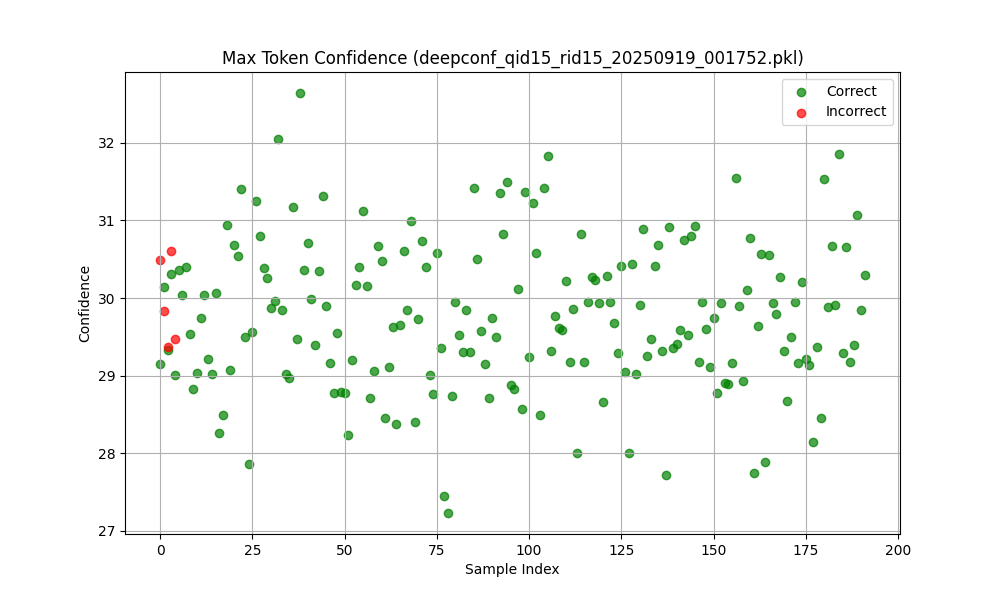 Max Token Confidence (deepconf_qid15_rid15_20250919_001752.pkl)
Correct
Incorrect
Confidence
32
31
30
29
28
27
0 25 50 75 100 125 150 175 200
Sample Index